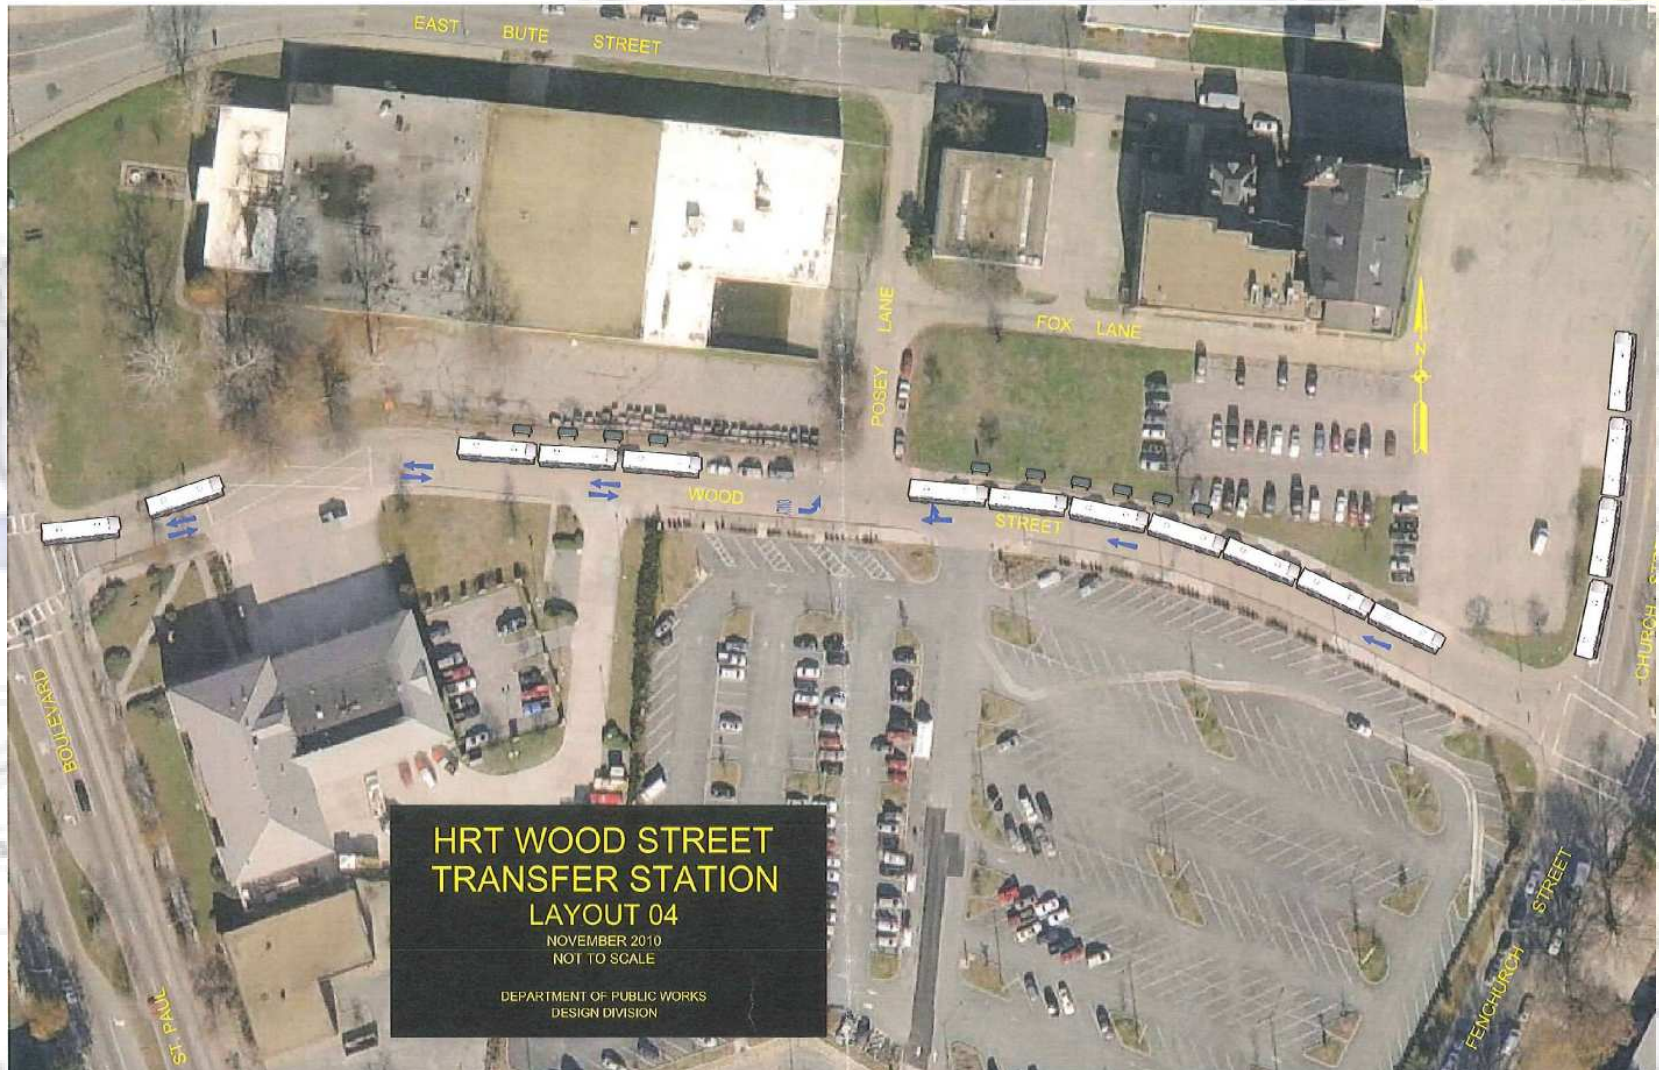 EAST BUTE STREET
POSEY LANE
FOX LANE
N
WOOD
STREET
ONLY
CHURCH
BOULEVARD
ST PAUL
FENCHURCH STREET
HRT WOOD STREET
TRANSFER STATION
LAYOUT 04
NOVEMBER 2010
NOT TO SCALE
DEPARTMENT OF PUBLIC WORKS
DESIGN DIVISION